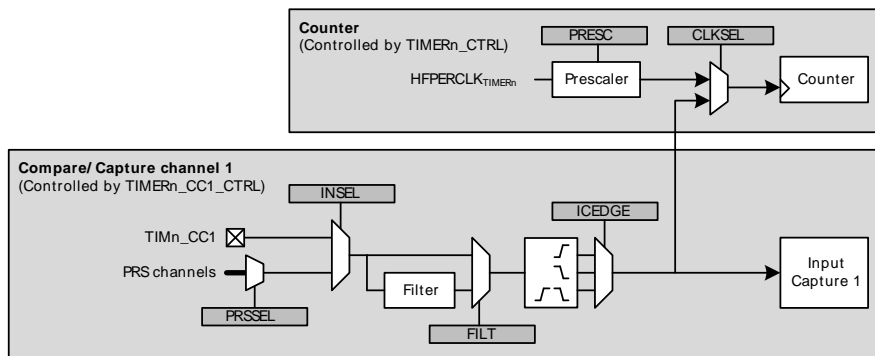 Counter
(Controlled by TIMERn_CTRL)
PRESC
CLKSEL
HFPERCLKTIMERn
Prescaler
Counter
Compare/ Capture channel 1
(Controlled by TIMERn_CC1_CTRL)
INSEL
ICEDGE
TIMn_CC1
PRS channels
Filter
Input
Capture 1
PRSSEL
FILT